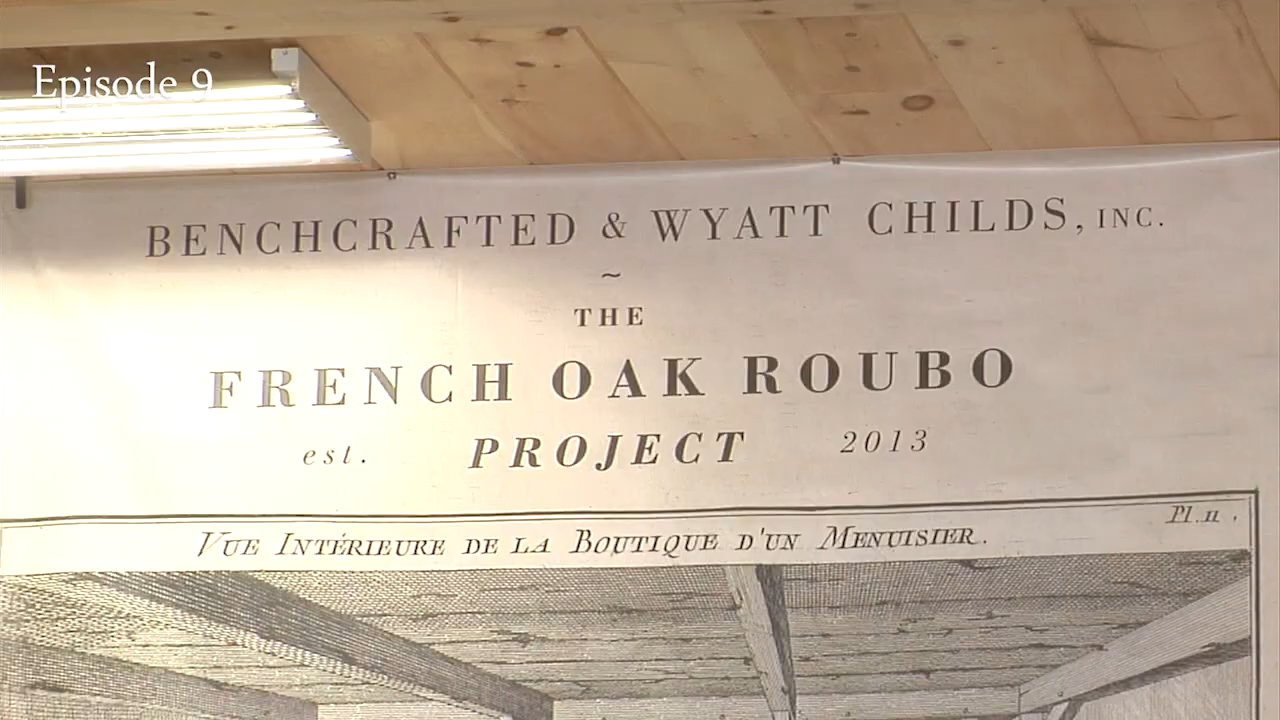 Episode 9
BENCHCRAFTED & WYATT CHILDS, INC.
~
THE
FRENCH OAK ROUBO
est. PROJECT 2013
Pl. 11.
VUE INTÉRIEURE DE LA BOUTIQUE D'UN MENUISIER.